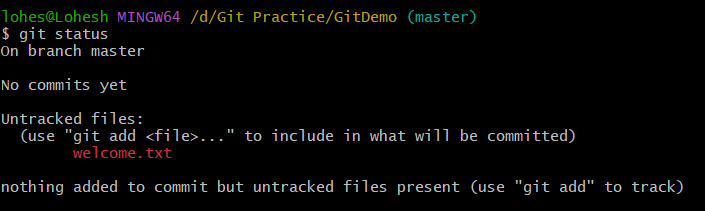 lohes@Lohesh MINGW64 /d/Git Practice/GitDemo (master)
$ git status
On branch master
No commits yet
Untracked files:
(use "git add <file>..." to include in what will be committed)
welcome.txt
nothing added to commit but untracked files present (use "git add" to track)